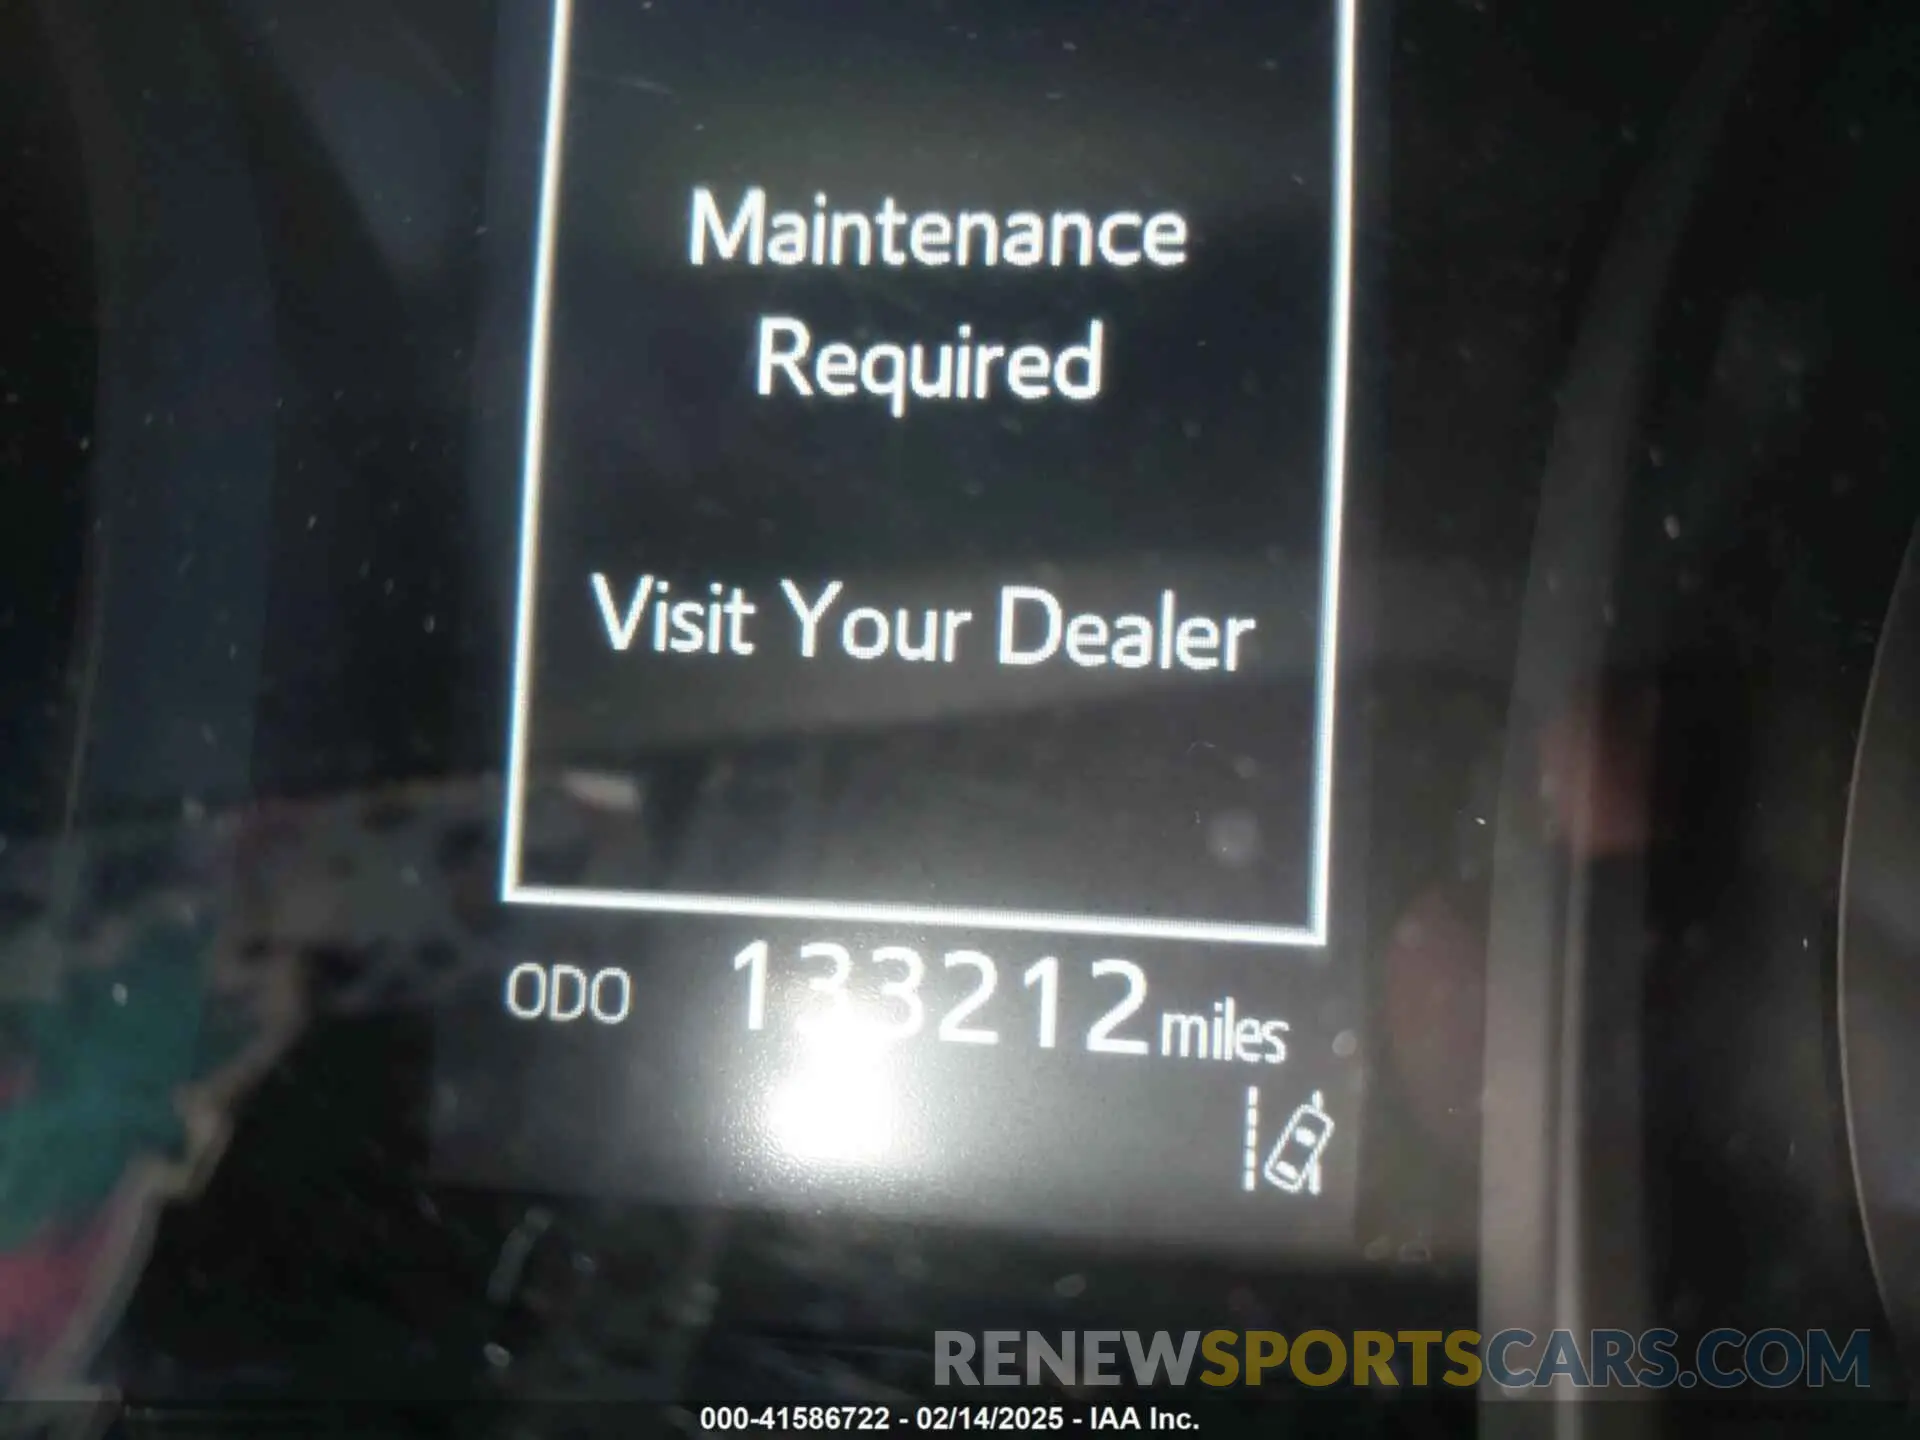 Maintenance
Required
Visit Your Dealer
ODO 133212 miles
RENEWSPORTSCARS.COM
000-41586722 - 02/14/2025 - IAA Inc.